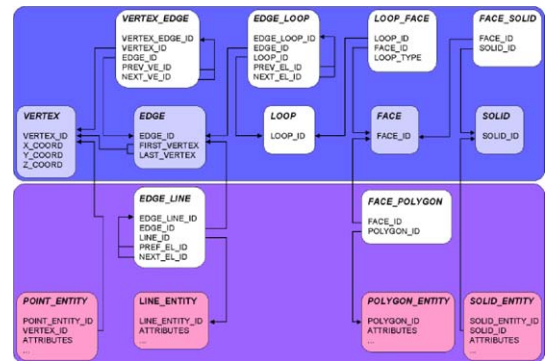 VERTEX_EDGE
VERTEX_EDGE_ID
VERTEX_ID
EDGE_ID
PREV_VE_ID
NEXT_VE_ID
EDGE_LOOP
EDGE_LOOP_ID
EDGE_ID
LOOP_ID
PREV_EL_ID
NEXT_EL_ID
LOOP_FACE
LOOP_ID
FACE_ID
LOOP_TYPE
FACE_SOLID
FACE_ID
SOLID_ID
VERTEX
VERTEX_ID
X_COORD
Y_COORD
Z_COORD
EDGE
EDGE_ID
FIRST_VERTEX
LAST_VERTEX
LOOP
LOOP_ID
FACE
FACE_ID
SOLID
SOLID_ID
EDGE_LINE
EDGE_LINE_ID
EDGE_ID
LINE_ID
PREF_EL_ID
NEXT_EL_ID
FACE_POLYGON
FACE_ID
POLYGON_ID
POINT_ENTITY
POINT_ENTITY_ID
VERTEX_ID
ATTRIBUTES
...
LINE_ENTITY
LINE_ENTITY_ID
ATTRIBUTES
...
POLYGON_ENTITY
POLYGON_ID
ATTRIBUTES
...
SOLID_ENTITY
SOLID_ENTITY_ID
SOLID_ID
ATTRIBUTES
...